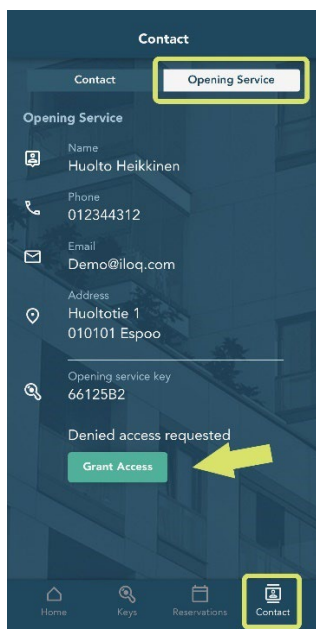 Contact
Contact
Opening Service
Opening Service
Name
Huolto Heikkinen
Phone
012344312
Email
Demo@iloq.com
Address
Huoltotie 1
010101 Espoo
Opening service key
66125B2
Denied access requested
Grant Access
Home
Keys
Reservations
Contact